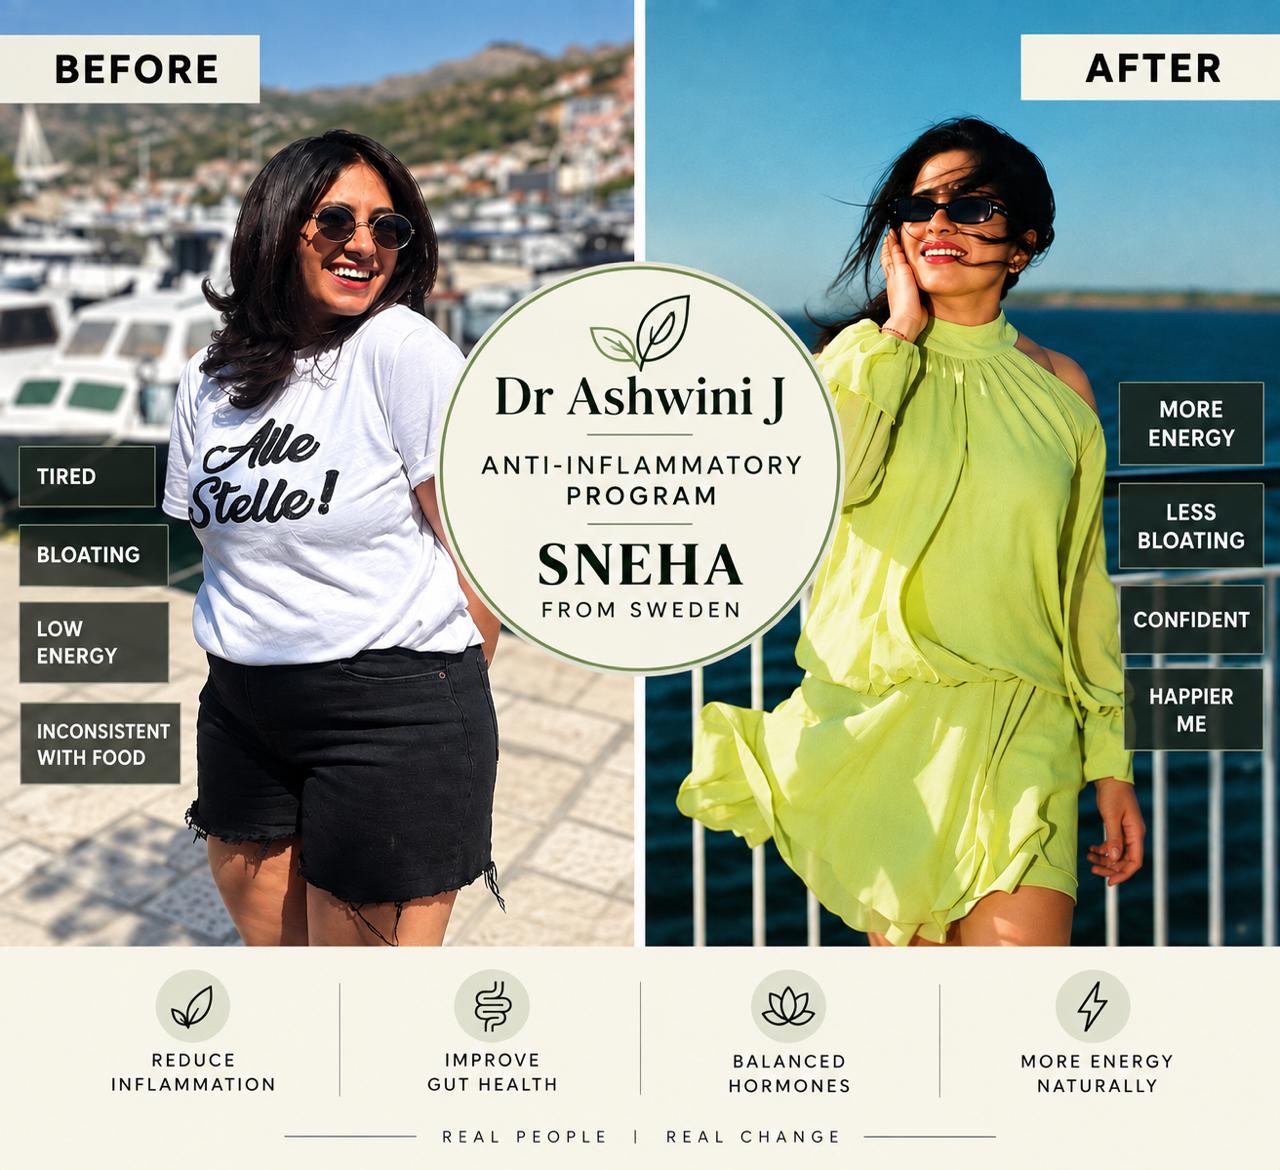 BEFORE
AFTER
TIRED
BLOATING
LOW
ENERGY
INCONSISTENT
WITH FOOD
Alle
Stelle!
Dr Ashwini J
ANTI-INFLAMMATORY
PROGRAM
SNEHA
FROM SWEDEN
MORE
ENERGY
LESS
BLOATING
CONFIDENT
HAPPIER
ME
REDUCE
INFLAMMATION
IMPROVE
GUT HEALTH
BALANCED
HORMONES
MORE ENERGY
NATURALLY
REAL PEOPLE | REAL CHANGE